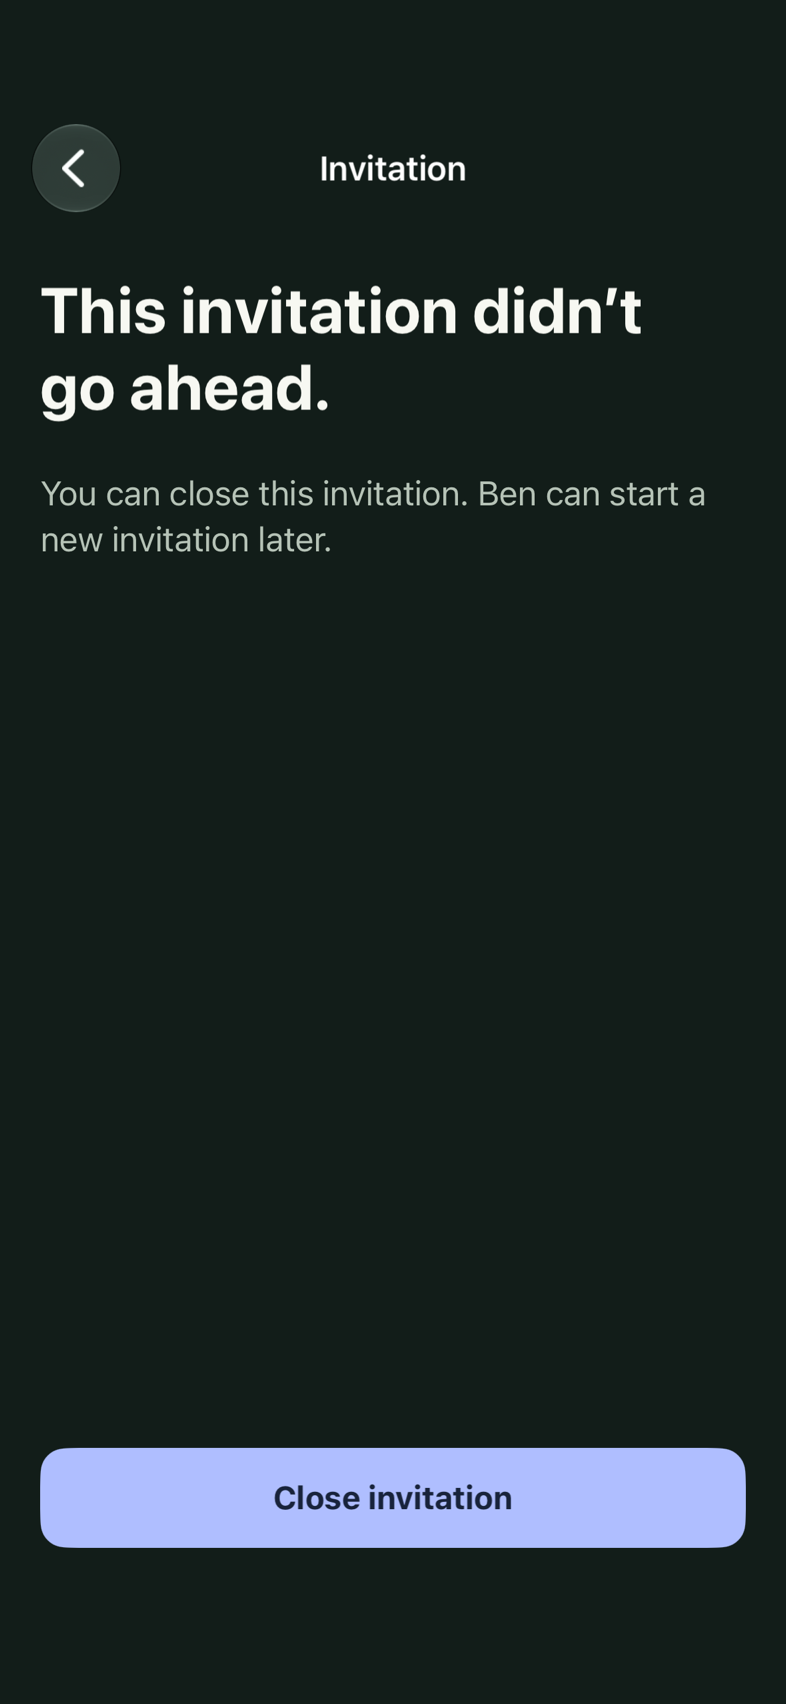 Invitation
This invitation didn’t
go ahead.
You can close this invitation. Ben can start a
new invitation later.
Close invitation